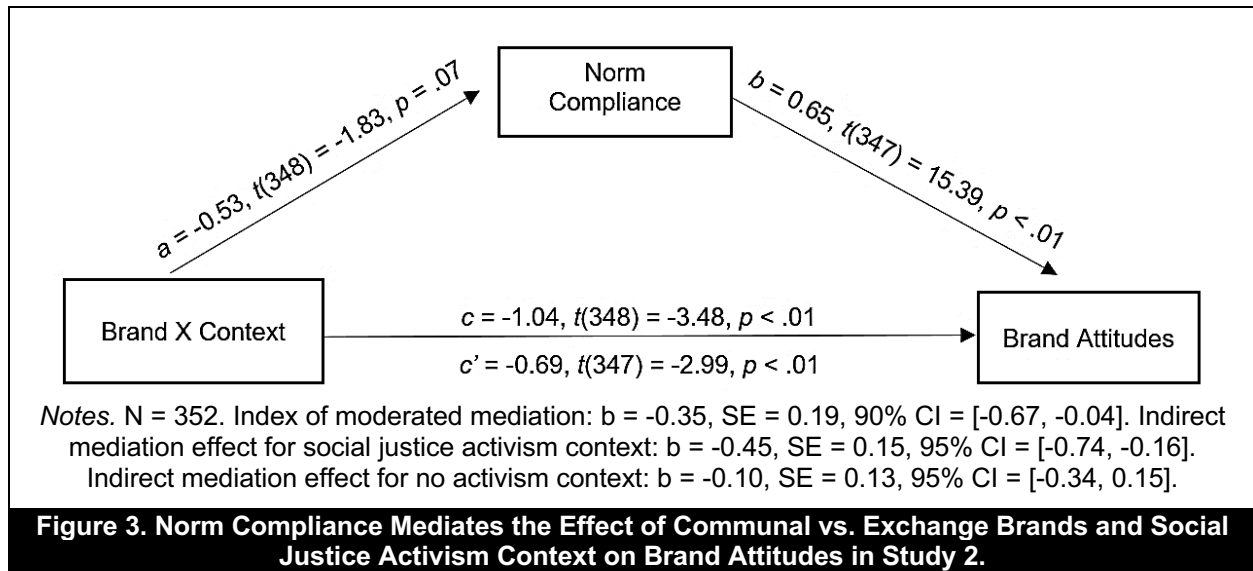 Norm
Compliance
a = -0.53, t(348) = -1.83, p = .07
b = 0.65, t(347) = 15.39, p < .01
Brand X Context
c = -1.04, t(348) = -3.48, p < .01
c' = -0.69, t(347) = -2.99, p < .01
Brand Attitudes
Notes. N = 352. Index of moderated mediation: b = -0.35, SE = 0.19, 90% CI = [-0.67, -0.04]. Indirect
mediation effect for social justice activism context: b = -0.45, SE = 0.15, 95% CI = [-0.74, -0.16].
Indirect mediation effect for no activism context: b = -0.10, SE = 0.13, 95% CI = [-0.34, 0.15].
Figure 3. Norm Compliance Mediates the Effect of Communal vs. Exchange Brands and Social
Justice Activism Context on Brand Attitudes in Study 2.